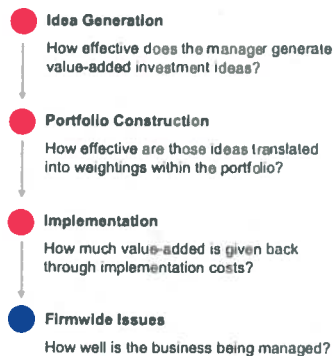 Idea Generation
How effective does the manager generate
value-added investment ideas?
Portfolio Construction
How effective are those ideas translated
into weightings within the portfolio?
Implementation
How much value-added is given back
through implementation costs?
Firmwide Issues
How well is the business being managed?